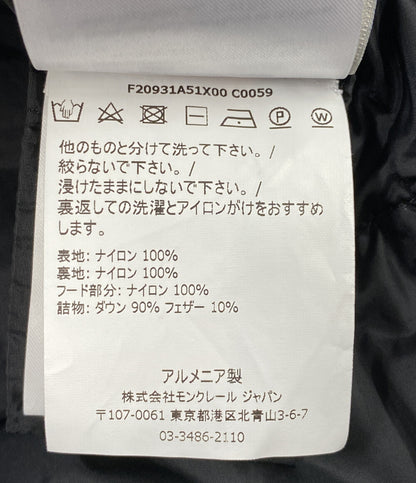 F20931A51X00 C0059
他のものと分けて洗って下さい。/
絞らないで下さい。/
浸けたままにしないで下さい。/
裏返しての洗濯とアイロンがけをおすすめ
します。
表地: ナイロン 100%
裏地: ナイロン 100%
フード部分: ナイロン 100%
詰物: ダウン 90% フェザー 10%
アルメニア製
株式会社モンクレール ジャパン
〒107-0061 東京都港区北青山3-6-7
03-3486-2110